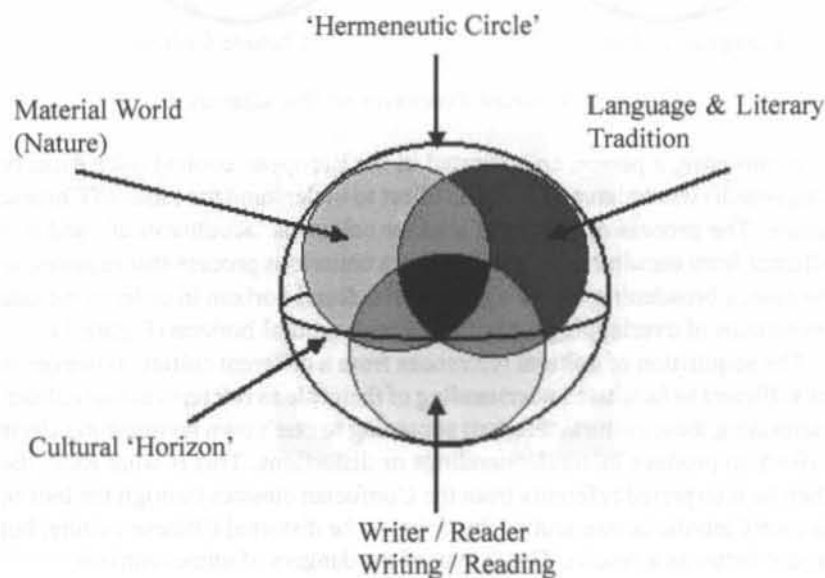 ‘Hermeneutic Circle’
Material World
(Nature)
Language & Literary
Tradition
Cultural ‘Horizon’
Writer / Reader
Writing / Reading